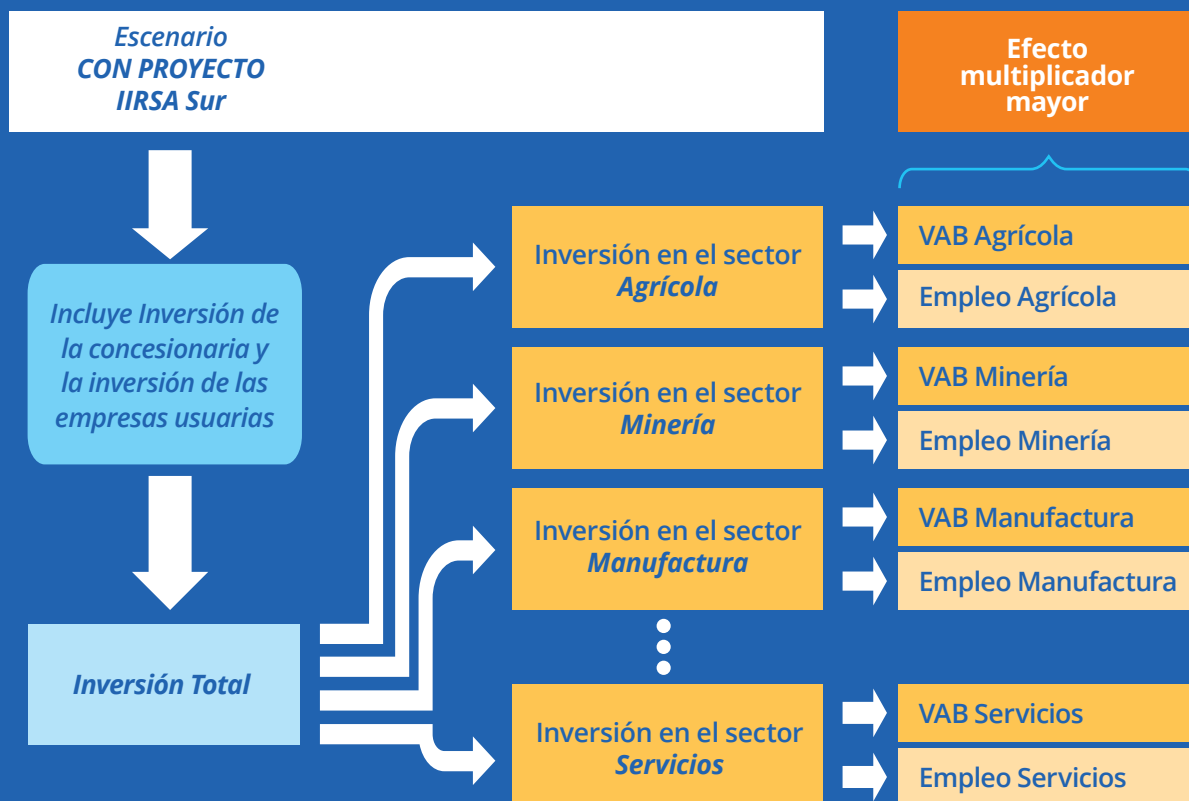 Escenario
CON PROYECTO
IIRSA Sur
Efecto
multiplicador
mayor
Incluye Inversión de
la concesionaria y
la inversión de las
empresas usuarias
Inversión Total
Inversión en el sector
Agrícola
VAB Agrícola
Empleo Agrícola
Inversión en el sector
Minería
VAB Minería
Empleo Minería
Inversión en el sector
Manufactura
VAB Manufactura
Empleo Manufactura
Inversión en el sector
Servicios
VAB Servicios
Empleo Servicios